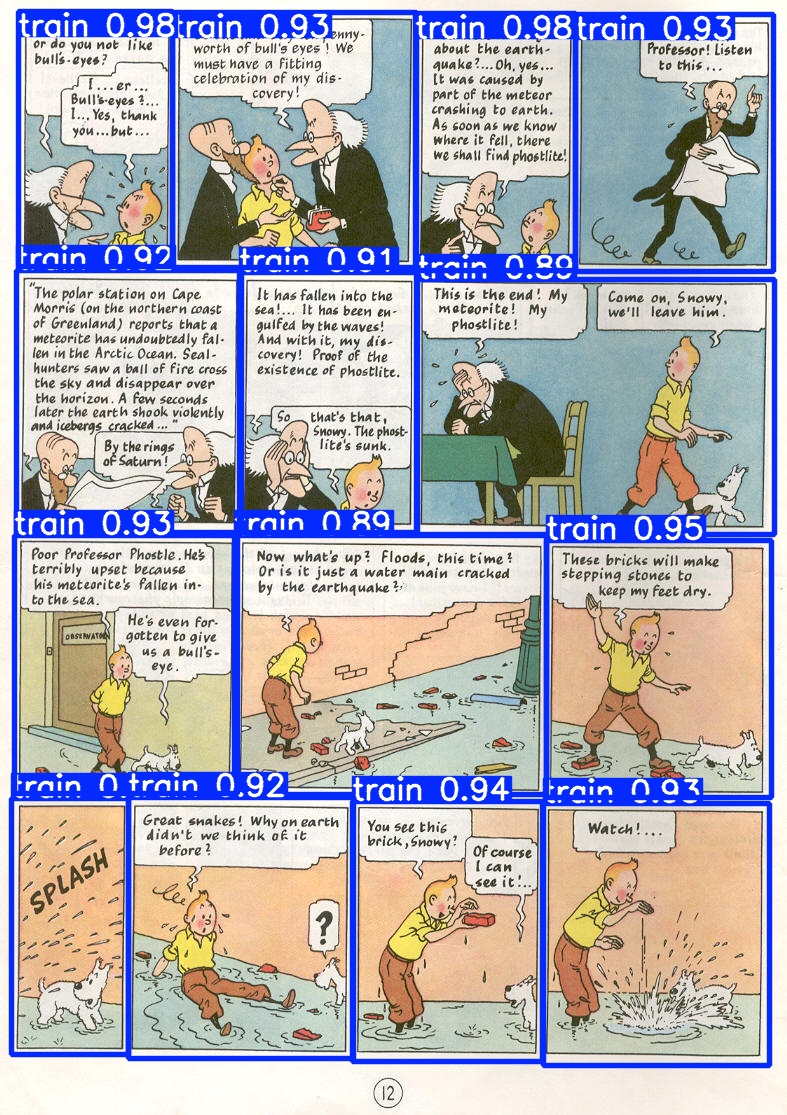 train 0.98
or do you not like
bull's-eyes?
I...er...
Bull's-eyes?...
I...Yes, thank
you...but...
train 0.93
worth of bull's eyes! We
must have a fitting
celebration of my dis-
covery!
train 0.98
about the earth-
quake?...Oh, yes...
It was caused by
part of the meteor
crashing to earth.
As soon as we know
where it fell, there
we shall find phostlite!
train 0.93
Professor! Listen
to this...
train 0.92
"The polar station on Cape
Morris (on the northern coast
of Greenland) reports that a
meteorite has undoubtedly fal-
len in the Arctic Ocean. Seal-
hunters saw a ball of fire cross
the sky and disappear over
the horizon. A few seconds
later the earth shook violently
and icebergs cracked..."
By the rings
of Saturn!
train 0.91
It has fallen into the
sea!... It has been en-
gulfed by the waves!
And with it, my dis-
covery! Proof of the
existence of phostlite.
So that's that,
Snowy. The phost-
lite's sunk.
train 0.89
This is the end! My
meteorite! My
phostlite!
Come on, Snowy,
we'll leave him.
train 0.93
Poor Professor Phostle. He's
terribly upset because
his meteorite's fallen in-
to the sea.
OBSERVATORY
He's even for-
gotten to give
us a bull's-
eye.
train 0.89
Now what's up? Floods, this time?
Or is it just a water main cracked
by the earthquake?
train 0.95
These bricks will make
stepping stones to
keep my feet dry.
train 0.
SPLASH
train 0.92
Great snakes! Why on earth
didn't we think of it
before?
?
train 0.94
You see this
brick, Snowy?
Of course
I can
see it!..
train 0.93
Watch!...
12